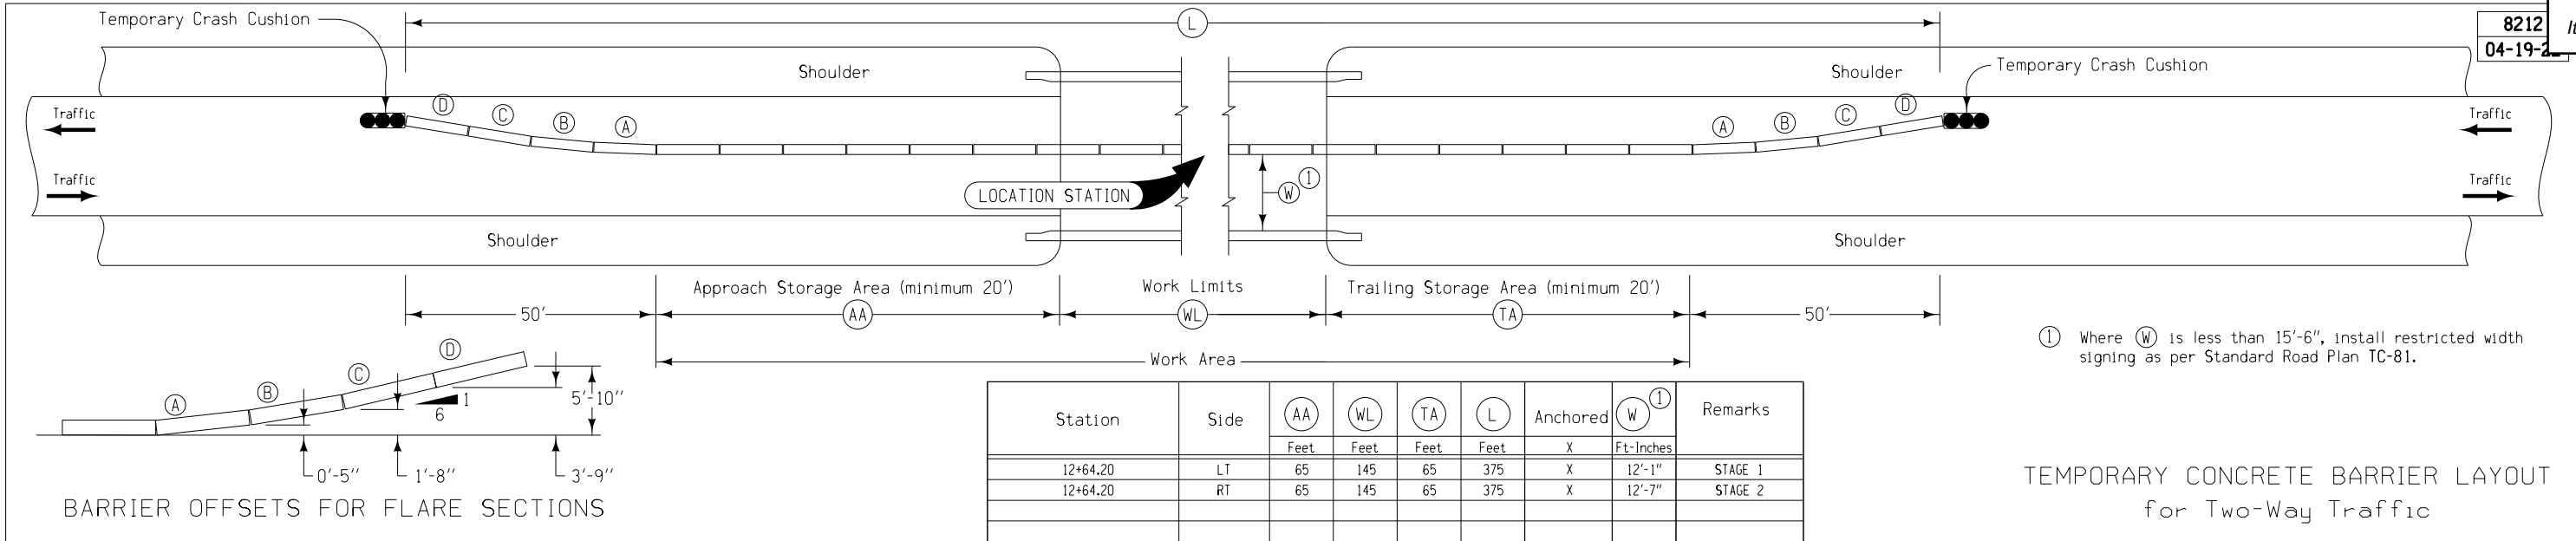 Temporary Crash Cushion
L
8212
04-19-2
Shoulder
Shoulder
Temporary Crash Cushion
Traffic
D
C
B
A
A
B
C
D
Traffic
Traffic
LOCATION STATION
W 1
Traffic
Shoulder
Shoulder
Approach Storage Area (minimum 20')
Work Limits
Trailing Storage Area (minimum 20')
50'
AA
WL
TA
50'
Work Area
1 Where W is less than 15'-6", install restricted width
signing as per Standard Road Plan TC-81.
A
B
C
D
1
6
5'-10"
0'-5"
1'-8"
3'-9"
BARRIER OFFSETS FOR FLARE SECTIONS
Station Side AA WL TA L Anchored W 1 Remarks
Feet Feet Feet Feet X Ft-Inches
12+64.20 LT 65 145 65 375 X 12'-1" STAGE 1
12+64.20 RT 65 145 65 375 X 12'-7" STAGE 2
TEMPORARY CONCRETE BARRIER LAYOUT
for Two-Way Traffic